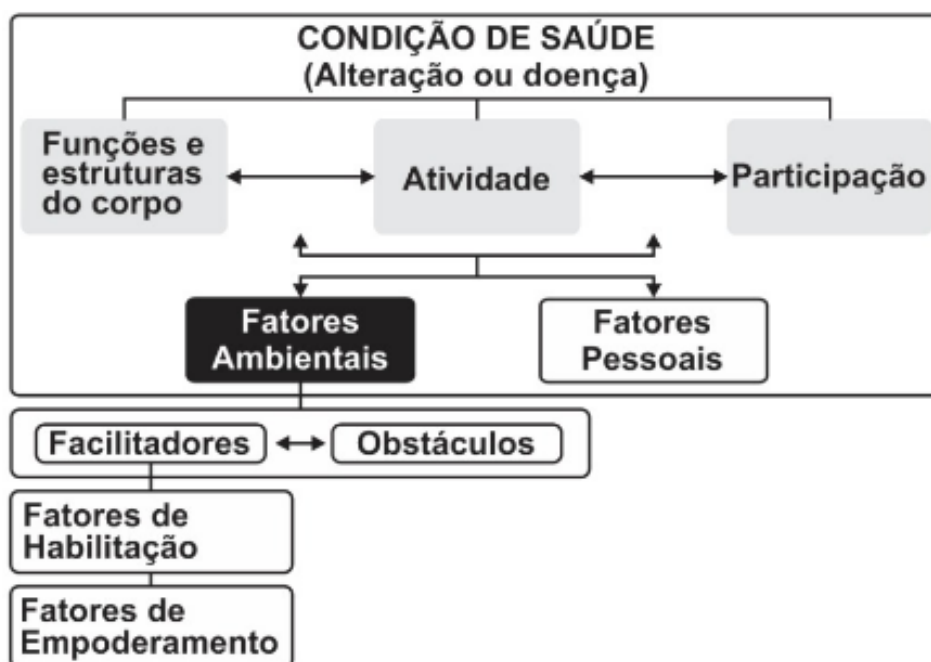 CONDIÇÃO DE SAÚDE
(Alteração ou doença)
Funções e
estruturas
do corpo
Atividade
Participação
Fatores
Ambientais
Fatores
Pessoais
Facilitadores
Obstáculos
Fatores de
Habilitação
Fatores de
Empoderamento